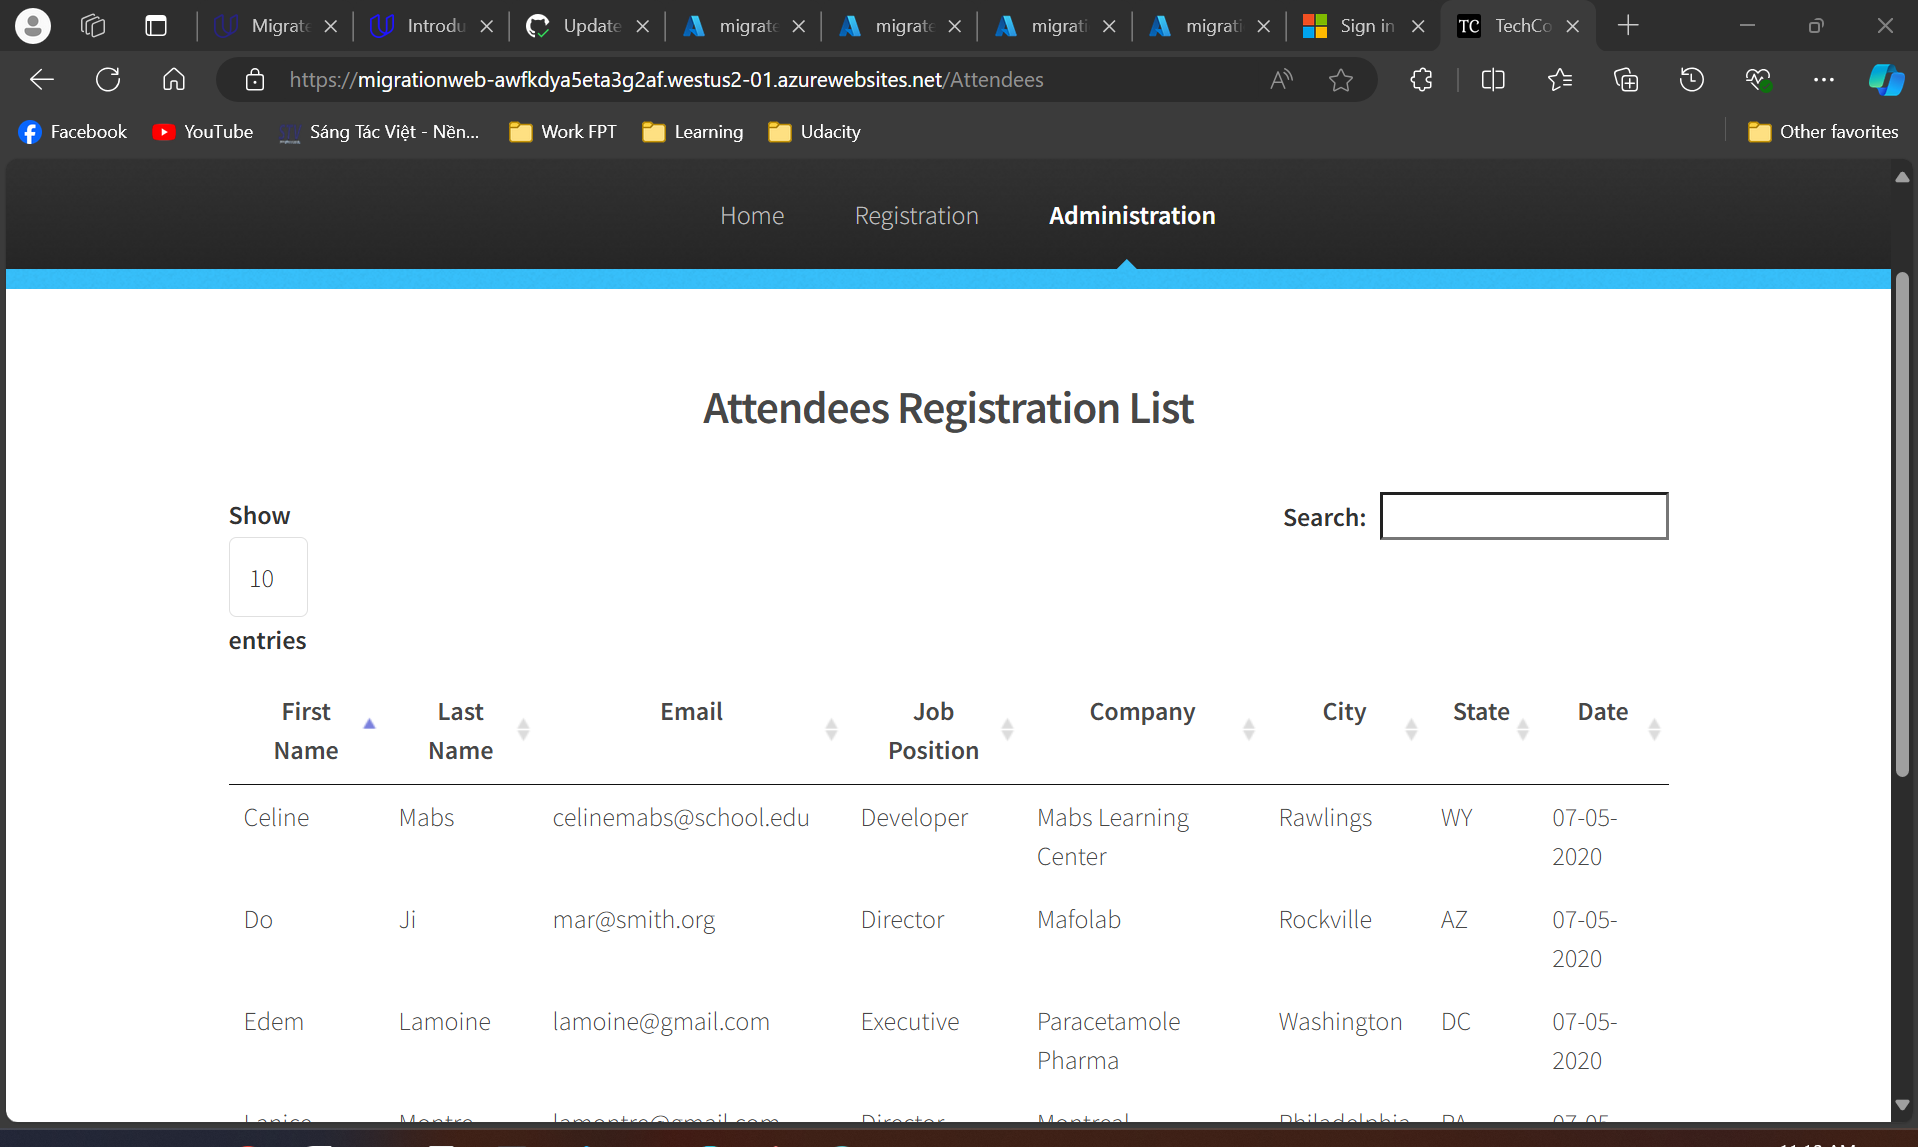 Migrate Introdu Update migrate migrate migrati migrati Sign in TechCo
https://migrationweb-awfkdya5eta3g2af.westus2-01.azurewebsites.net/Attendees
Facebook YouTube Sáng Tác Việt - Nền... Work FPT Learning Udacity Other favorites
Home Registration Administration
Attendees Registration List
Show
Search:
10
entries
First Last Email Job Company City State Date
Name Name Position
Celine Mabs celinemabs@school.edu Developer Mabs Learning Rawlings WY 07-05-
Center 2020
Do Ji mar@smith.org Director Mafolab Rockville AZ 07-05-
2020
Edem Lamoine lamoine@gmail.com Executive Paracetamole Washington DC 07-05-
Pharma 2020
Director Montreal Philadelphia PA 07-05-